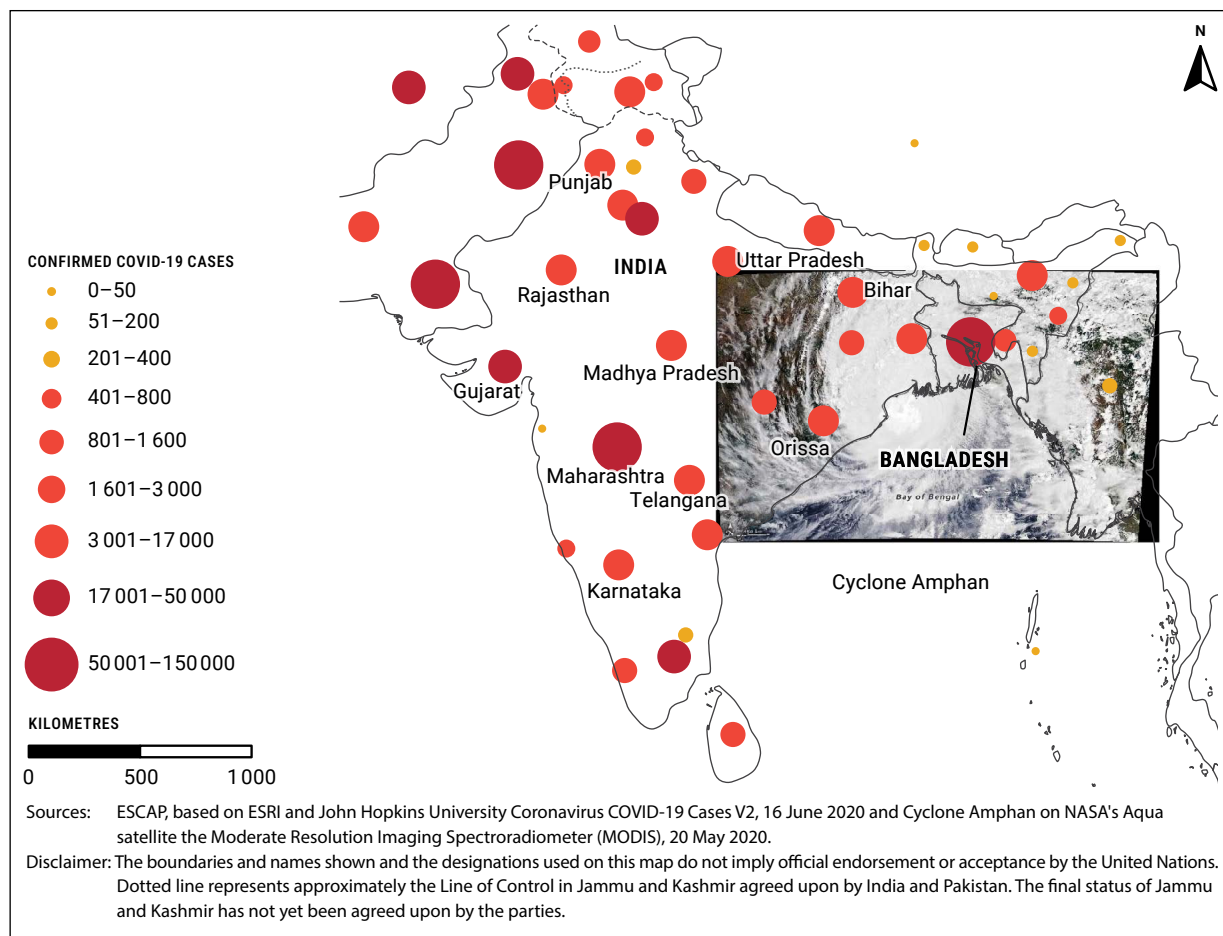 N
Punjab
INDIA
Uttar Pradesh
Rajasthan
Bihar
Madhya Pradesh
Gujarat
Orissa
BANGLADESH
Maharashtra
Telangana
Bay of Bengal
Karnataka
Cyclone Amphan
CONFIRMED COVID-19 CASES
0–50
51–200
201–400
401–800
801–1 600
1 601–3 000
3 001–17 000
17 001–50 000
50 001–150 000
KILOMETRES
0 500 1 000
Sources: ESCAP, based on ESRI and John Hopkins University Coronavirus COVID-19 Cases V2, 16 June 2020 and Cyclone Amphan on NASA's Aqua
satellite the Moderate Resolution Imaging Spectroradiometer (MODIS), 20 May 2020.
Disclaimer: The boundaries and names shown and the designations used on this map do not imply official endorsement or acceptance by the United Nations.
Dotted line represents approximately the Line of Control in Jammu and Kashmir agreed upon by India and Pakistan. The final status of Jammu
and Kashmir has not yet been agreed upon by the parties.